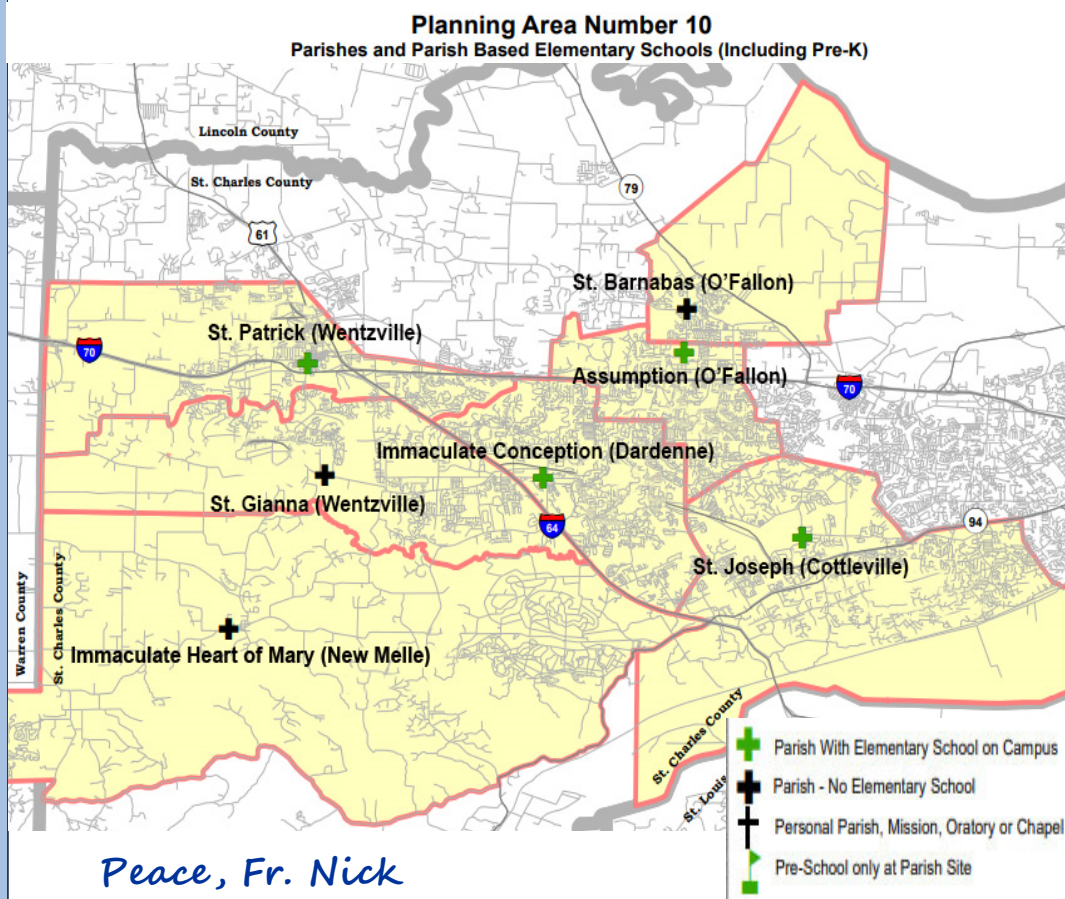 Planning Area Number 10
Parishes and Parish Based Elementary Schools (Including Pre-K)
Lincoln County
St. Charles County
79
61
St. Barnabas (O'Fallon)
St. Patrick (Wentzville)
70
Assumption (O'Fallon)
70
Immaculate Conception (Dardenne)
St. Gianna (Wentzville)
64
94
St. Joseph (Cottleville)
Warren County
St. Charles County
Immaculate Heart of Mary (New Melle)
St. Charles County
St. Louis
Parish With Elementary School on Campus
Parish - No Elementary School
Personal Parish, Mission, Oratory or Chapel
Pre-School only at Parish Site
Peace, Fr. Nick